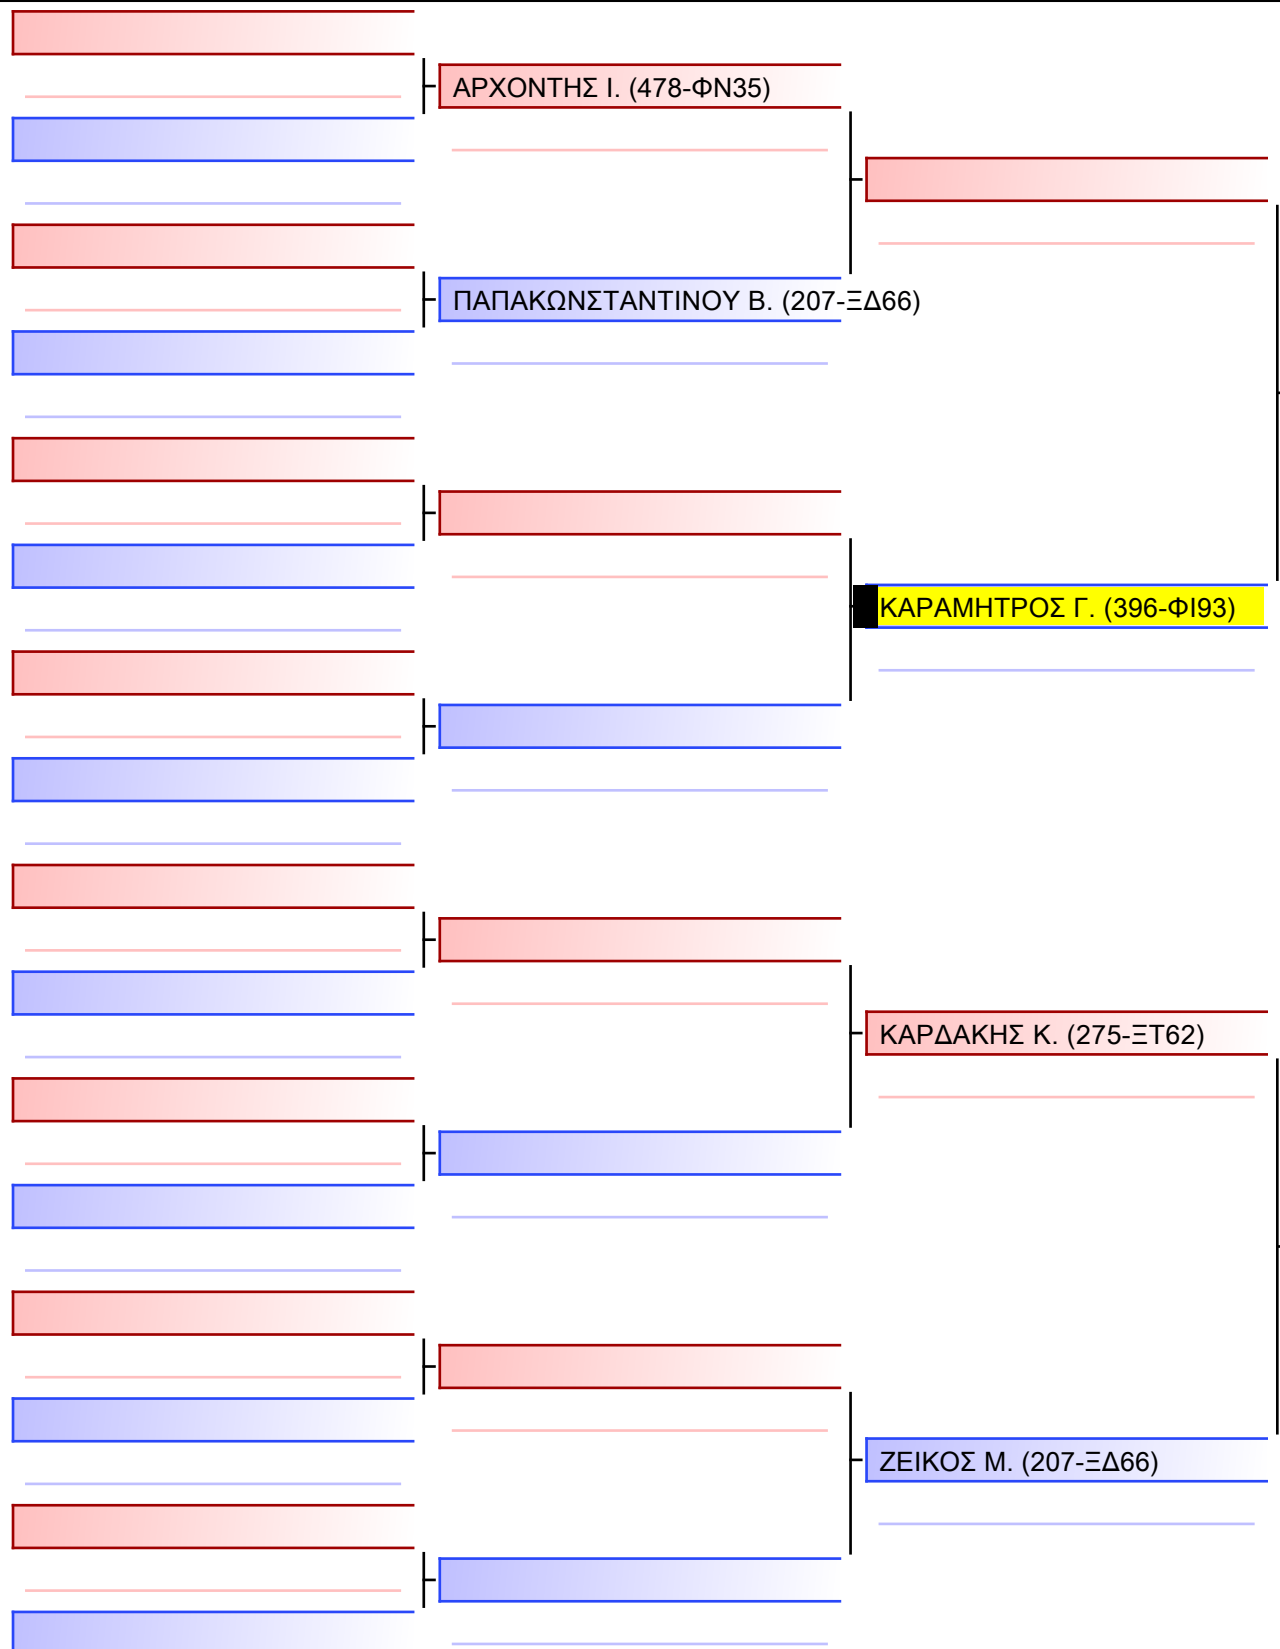 ΑΡΧΟΝΤΗΣ Ι. (478-ΦΝ35)
ΠΑΠΑΚΩΝΣΤΑΝΤΙΝΟΥ Β. (207-ΞΔ66)
ΚΑΡΑΜΗΤΡΟΣ Γ. (396-ΦΙ93)
ΚΑΡΔΑΚΗΣ Κ. (275-ΞΤ62)
ΖΕΙΚΟΣ Μ. (207-ΞΔ66)